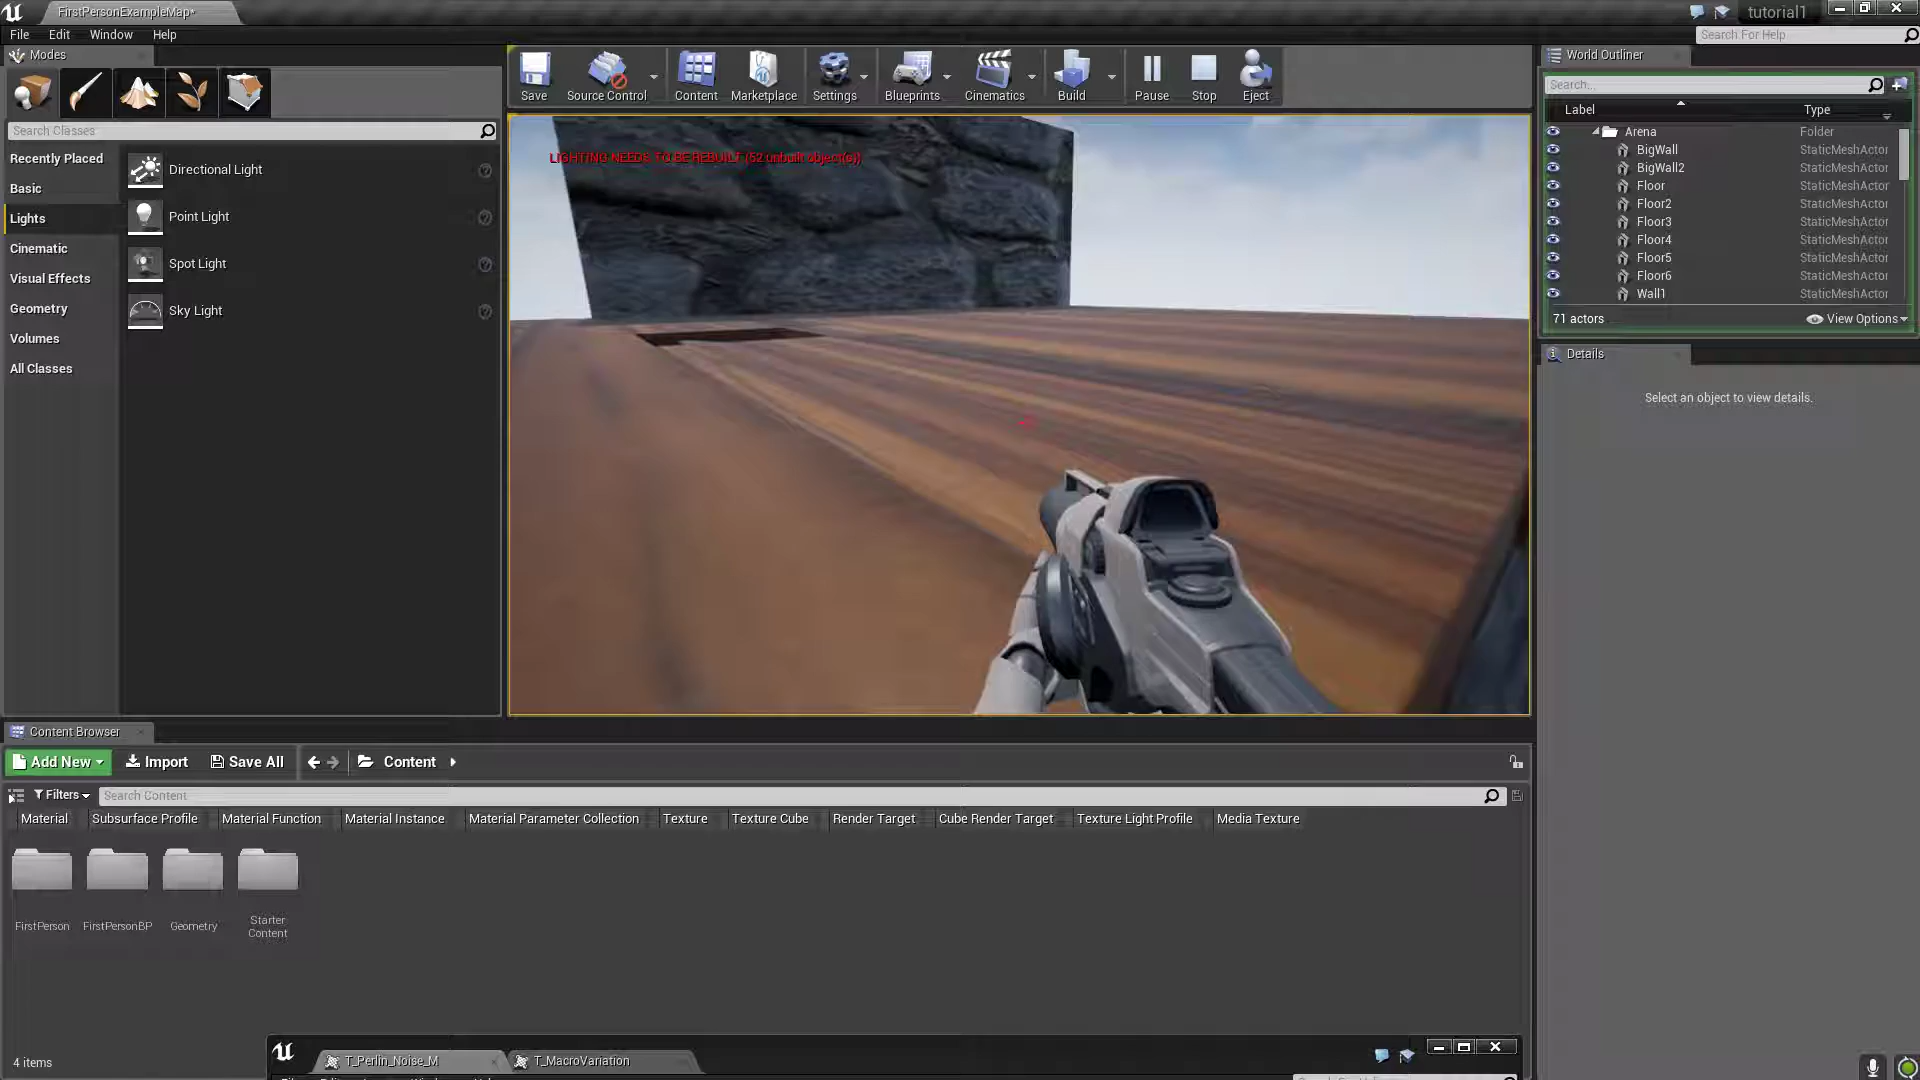 FirstPersonExampleMap*
tutorial1
File Edit Window Help
Search For Help
Modes
World Outliner
Save Source Control Content Marketplace Settings Blueprints Cinematics Build Pause Stop Eject
Search...
Label Type
Search Classes
Recently Placed
Basic
Lights
Cinematic
Visual Effects
Geometry
Volumes
All Classes
Directional Light
Point Light
Spot Light
Sky Light
LIGHTING NEEDS TO BE REBUILT (52 unbuilt object(s))
Arena Folder
BigWall StaticMeshActor
BigWall2 StaticMeshActor
Floor StaticMeshActor
Floor2 StaticMeshActor
Floor3 StaticMeshActor
Floor4 StaticMeshActor
Floor5 StaticMeshActor
Floor6 StaticMeshActor
Wall1 StaticMeshActor
71 actors View Options
Details
Select an object to view details.
Content Browser
Add New Import Save All Content
Filters Search Content
Material Subsurface Profile Material Function Material Instance Material Parameter Collection Texture Texture Cube Render Target Cube Render Target Texture Light Profile Media Texture
FirstPerson FirstPersonBP Geometry Starter Content
4 items
T_Perlin_Noise_M T_MacroVariation